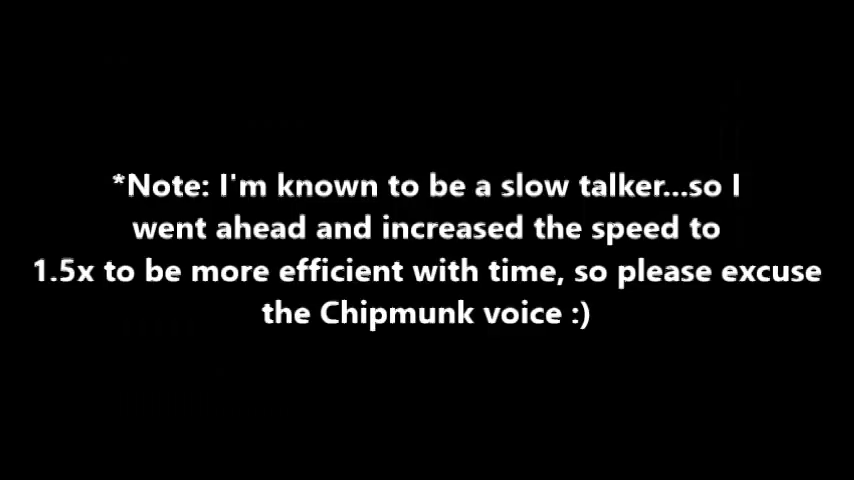 *Note: I'm known to be a slow talker...so I
went ahead and increased the speed to
1.5x to be more efficient with time, so please excuse
the Chipmunk voice :)